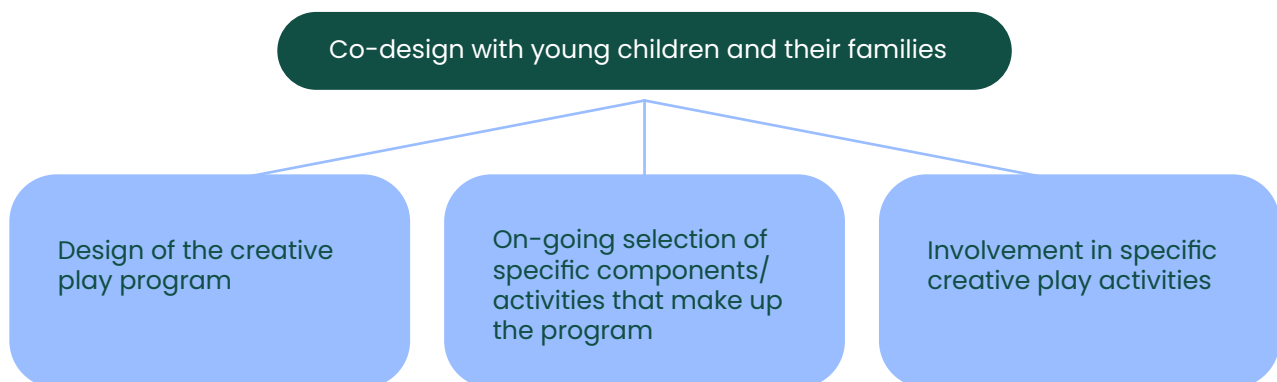 Co-design with young children and their families
Design of the creative
play program
On-going selection of
specific components/
activities that make up
the program
Involvement in specific
creative play activities